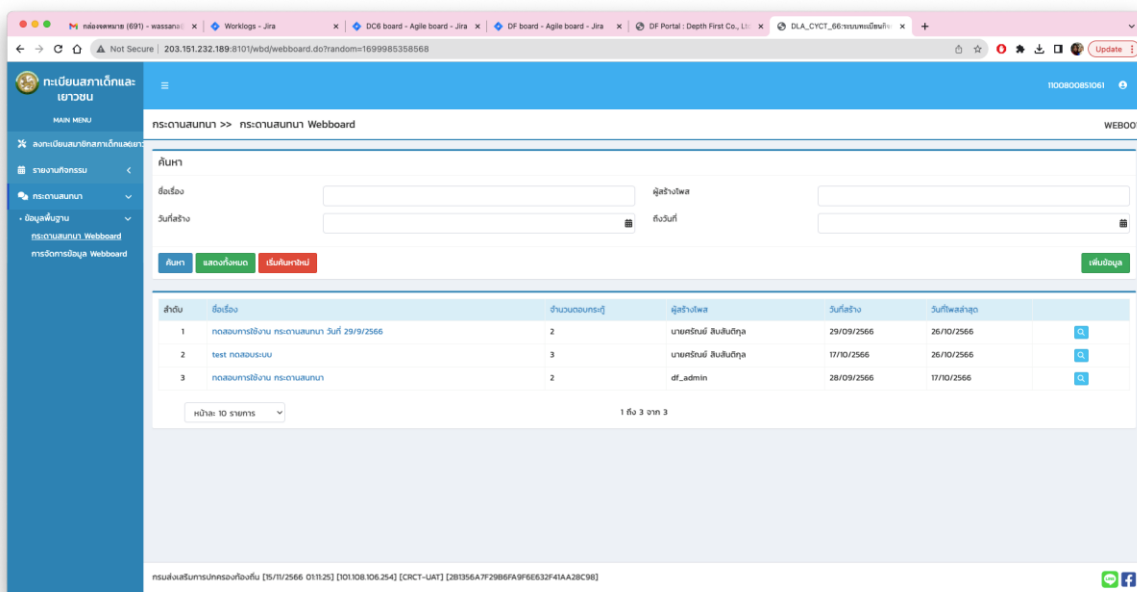 กล่องจดหมาย (691) - wassana
Worklogs - Jira
DC6 board - Agile board - Jira
DF board - Agile board - Jira
DF Portal : Depth First Co., Lt
DLA_CYCT_66:ระบบทะเบียนกิจ
Not Secure | 203.151.232.189:8101/wbd/webboard.do?random=1699985358568
Update
ทะเบียนสภาเด็กและ
เยาวชน
1100800851061
MAIN MENU
กระดานสนทนา >> กระดานสนทนา Webboard
WEB00
ลงทะเบียนสมาชิกสภาเด็กและเยาว
รายงานกิจกรรม
กระดานสนทนา
• ข้อมูลพื้นฐาน
กระดานสนทนา Webboard
การจัดการข้อมูล Webboard
ค้นหา
ชื่อเรื่อง
ผู้สร้างโพส
วันที่สร้าง
ถึงวันที่
ค้นหา
แสดงทั้งหมด
เริ่มค้นหาใหม่
เพิ่มข้อมูล
ลำดับ ชื่อเรื่อง จำนวนตอบกระทู้ ผู้สร้างโพส วันที่สร้าง วันที่โพสล่าสุด
1 ทดสอบการใช้งาน กระดานสนทนา วันที่ 29/9/2566 2 นายศรัณย์ สิบสันติกุล 29/09/2566 26/10/2566
2 test ทดสอบระบบ 3 นายศรัณย์ สิบสันติกุล 17/10/2566 26/10/2566
3 ทดสอบการใช้งาน กระดานสนทนา 2 df_admin 28/09/2566 17/10/2566
หน้าละ 10 รายการ
1 ถึง 3 จาก 3
กรมส่งเสริมการปกครองท้องถิ่น [15/11/2566 01:11:25] [101.108.106.254] [CRCT-UAT] [2B1356A7F29B6FA9F6E632F41AA28C98]